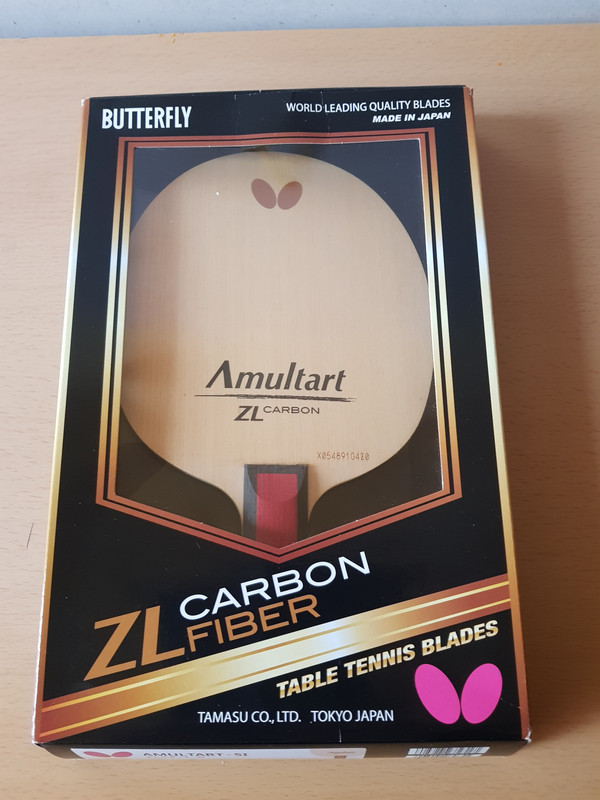 BUTTERFLY
WORLD LEADING QUALITY BLADES
MADE IN JAPAN
Amultart
ZL CARBON
X054891G420
ZL CARBON
FIBER
TABLE TENNIS BLADES
TAMASU CO., LTD. TOKYO JAPAN